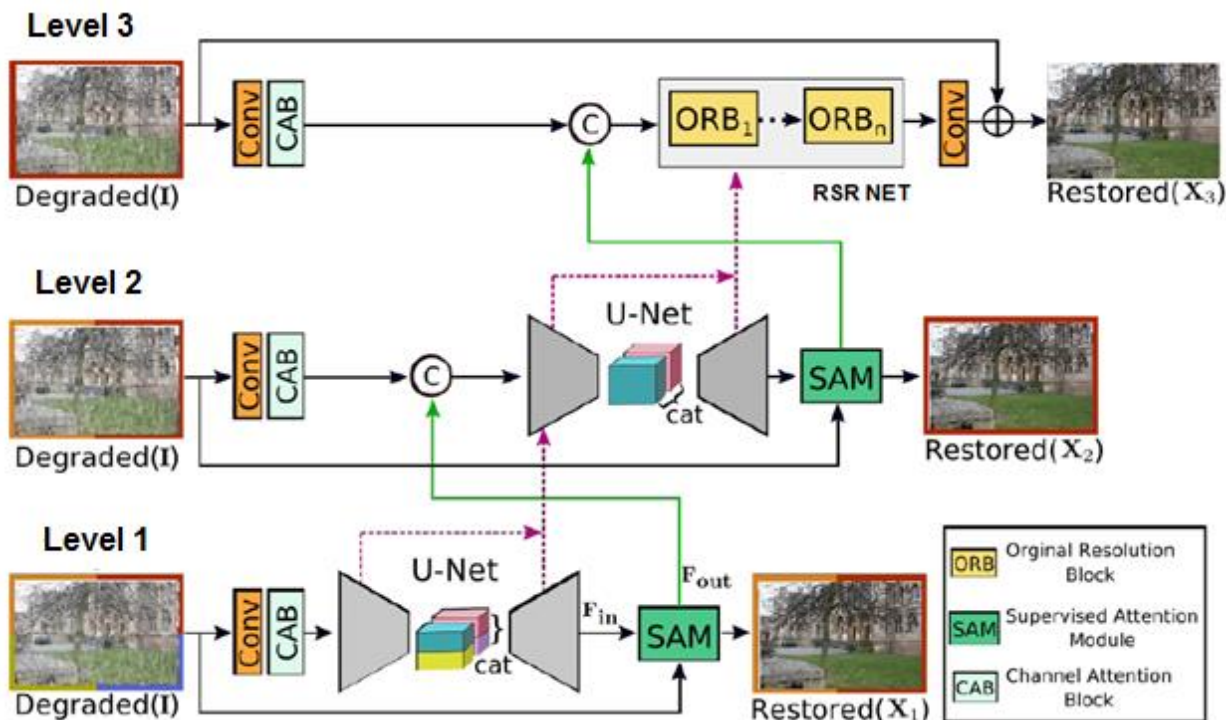 Level 3
Conv
CAB
C
ORB1
ORBn
Conv
Degraded(I)
RSR NET
Restored(X3)
Level 2
U-Net
Conv
CAB
C
cat
SAM
Degraded(I)
Restored(X2)
Level 1
U-Net
Conv
CAB
cat
Fin
Fout
SAM
Degraded(I)
Restored(X1)
ORB
Orginal Resolution
Block
SAM
Supervised Attention
Module
CAB
Channel Attention
Block